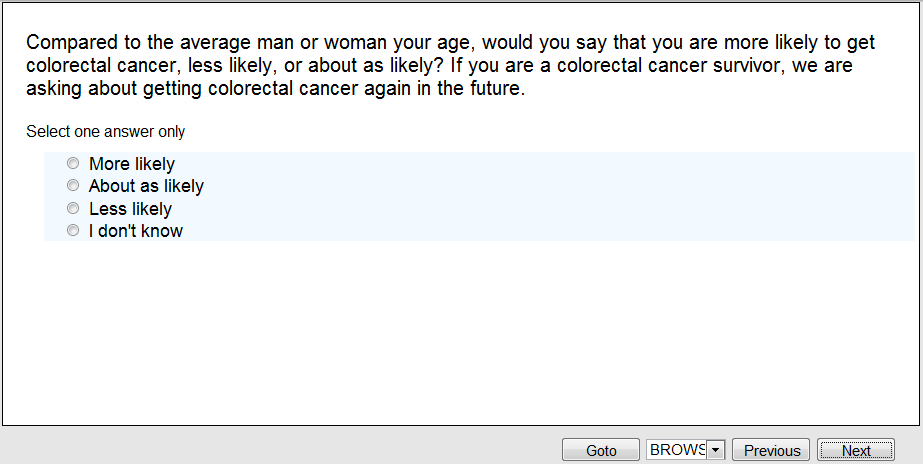 Compared to the average man or woman your age, would you say that you are more likely to get
colorectal cancer, less likely, or about as likely? If you are a colorectal cancer survivor, we are
asking about getting colorectal cancer again in the future.
Select one answer only
More likely
About as likely
Less likely
I don't know
Goto BROWS Previous Next